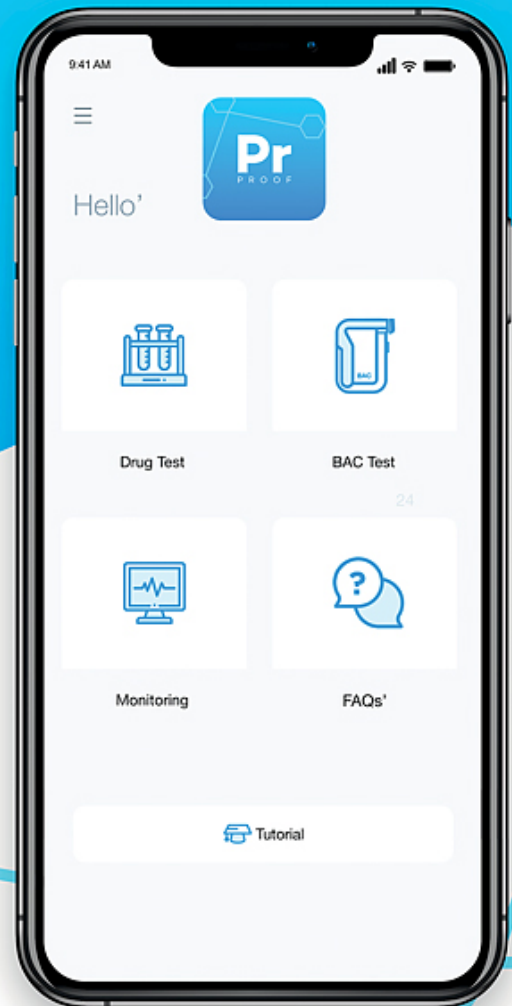 9:41 AM
Pr
PROOF
Hello’
BAC
Drug Test
BAC Test
24
?
Monitoring
FAQs’
Tutorial